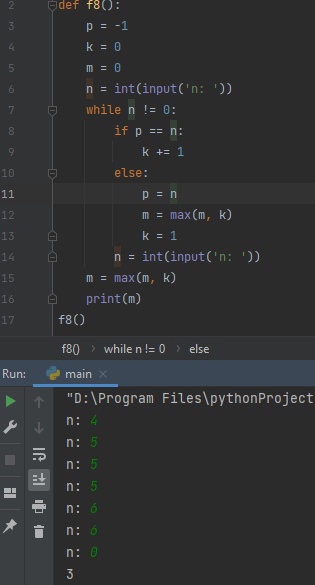 2 def f8():
3 p = -1
4 k = 0
5 m = 0
6 n = int(input('n: '))
7 while n != 0:
8 if p == n:
9 k += 1
10 else:
11 p = n
12 m = max(m, k)
13 k = 1
14 n = int(input('n: '))
15 m = max(m, k)
16 print(m)
17 f8()
f8() › while n != 0 › else
Run: main ×
"D:\Program Files\pythonProject
n: 4
n: 5
n: 5
n: 5
n: 6
n: 6
n: 0
3